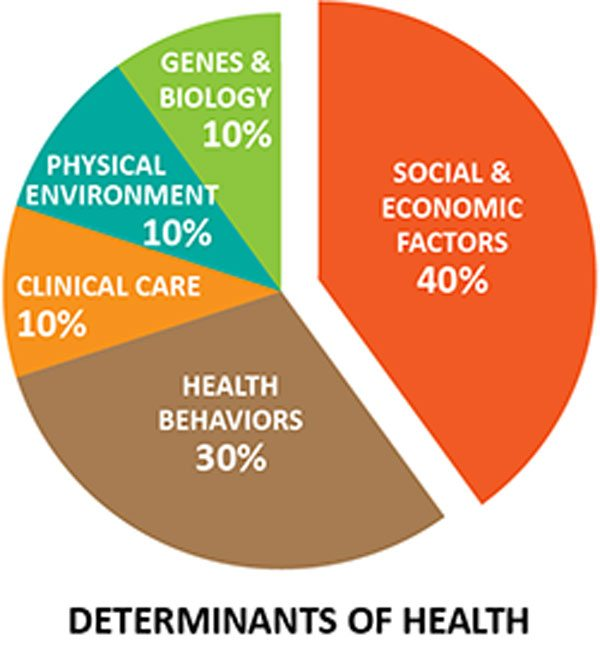 GENES &
BIOLOGY
10%
SOCIAL &
ECONOMIC
FACTORS
40%
PHYSICAL
ENVIRONMENT
10%
CLINICAL CARE
10%
HEALTH
BEHAVIORS
30%
DETERMINANTS OF HEALTH